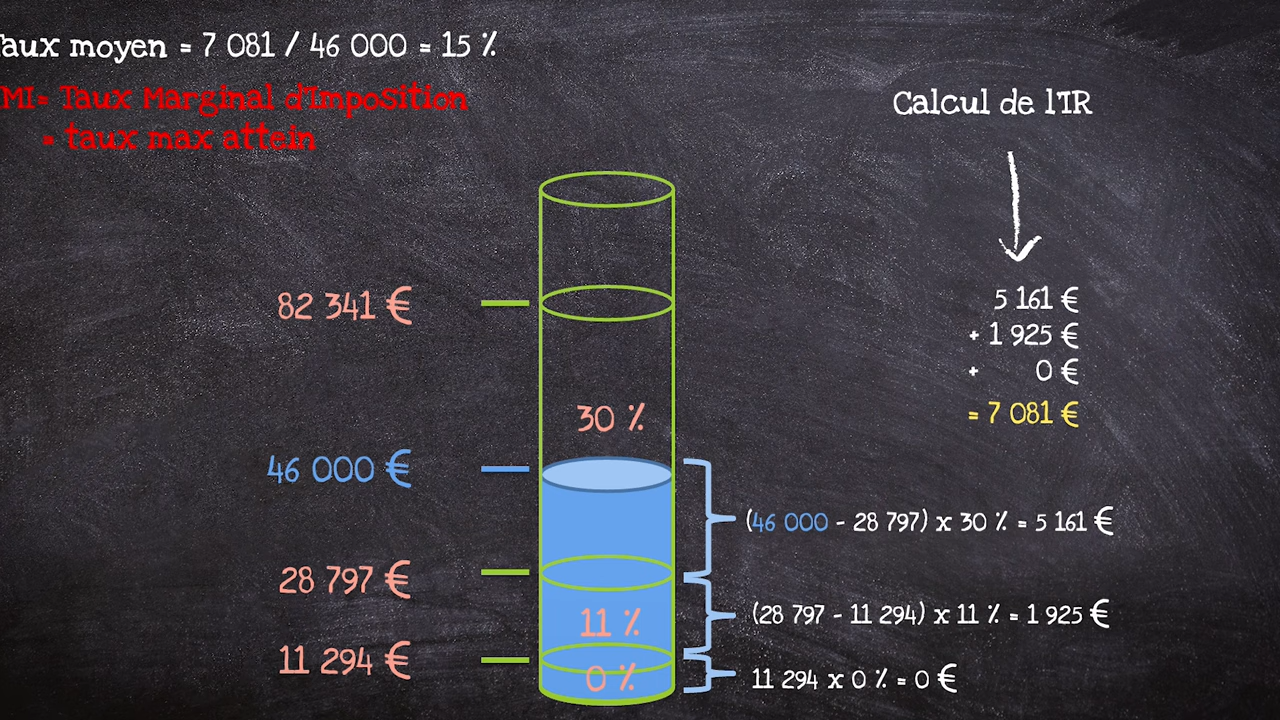 Taux moyen = 7 081 / 46 000 = 15 %
MI= Taux Marginal d'Imposition
= taux max attein
Calcul de l'IR
82 341 €
5 161 €
+ 1 925 €
+ 0 €
= 7 081 €
30 %
46 000 €
(46 000 - 28 797) x 30 % = 5 161 €
28 797 €
11 %
(28 797 - 11 294) x 11 % = 1 925 €
11 294 €
0 %
11 294 x 0 % = 0 €